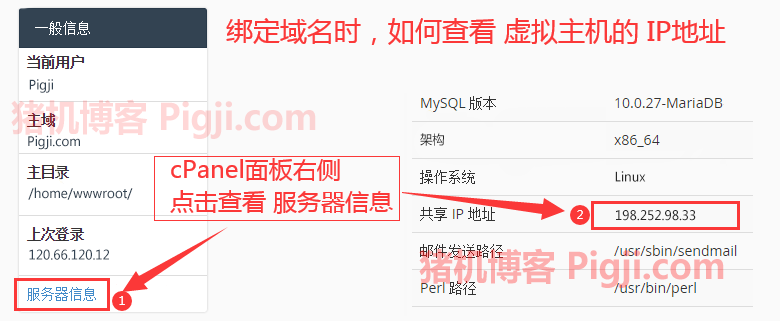 一般信息
绑定域名时，如何查看 虚拟主机的 IP地址
当前用户
Pigji
猪机博客 Pigji.com
主域
Pigji.com
主目录
/home/wwwroot/
上次登录
120.66.120.12
服务器信息
1
cPanel面板右侧
点击查看 服务器信息
MySQL 版本 10.0.27-MariaDB
架构 x86_64
操作系统 Linux
共享 IP 地址 2 198.252.98.33
邮件发送路径 /usr/sbin/sendmail
猪机博客 Pigji.com
Perl 路径 /usr/bin/perl